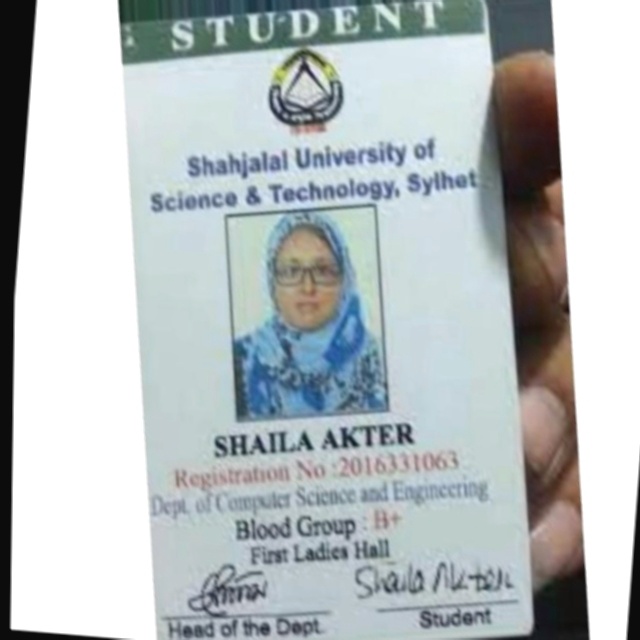 STUDENT
Shahjalal University of
Science & Technology, Sylhet
SHAILA AKTER
Registration No :2016331063
Dept. of Computer Science and Engineering
Blood Group : B+
First Ladies Hall
Shaila Akter
Head of the Dept.
Student